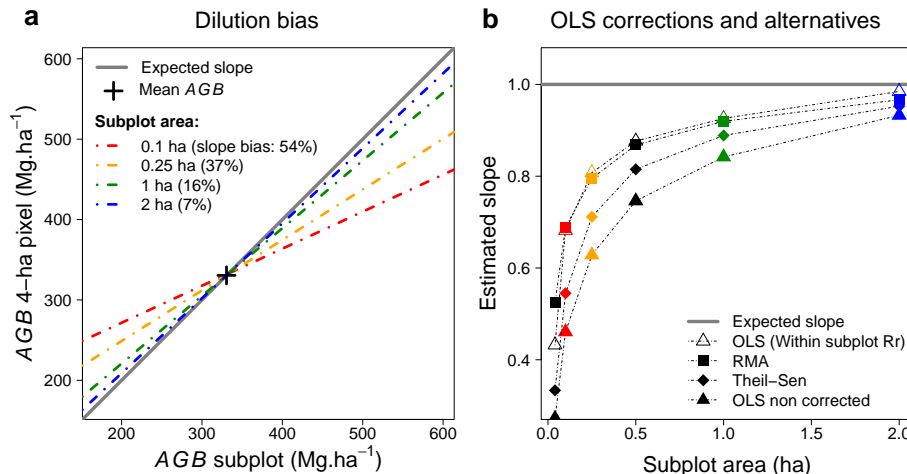 a
Dilution bias
Expected slope
Mean AGB
Subplot area:
0.1 ha (slope bias: 54%)
0.25 ha (37%)
1 ha (16%)
2 ha (7%)
600
500
400
300
200
AGB 4−ha pixel (Mg.ha⁻¹)
200 300 400 500 600
AGB subplot (Mg.ha⁻¹)
b
OLS corrections and alternatives
1.0
0.8
0.6
0.4
Estimated slope
Expected slope
OLS (Within subplot Rr)
RMA
Theil−Sen
OLS non corrected
0.0 0.5 1.0 1.5 2.0
Subplot area (ha)